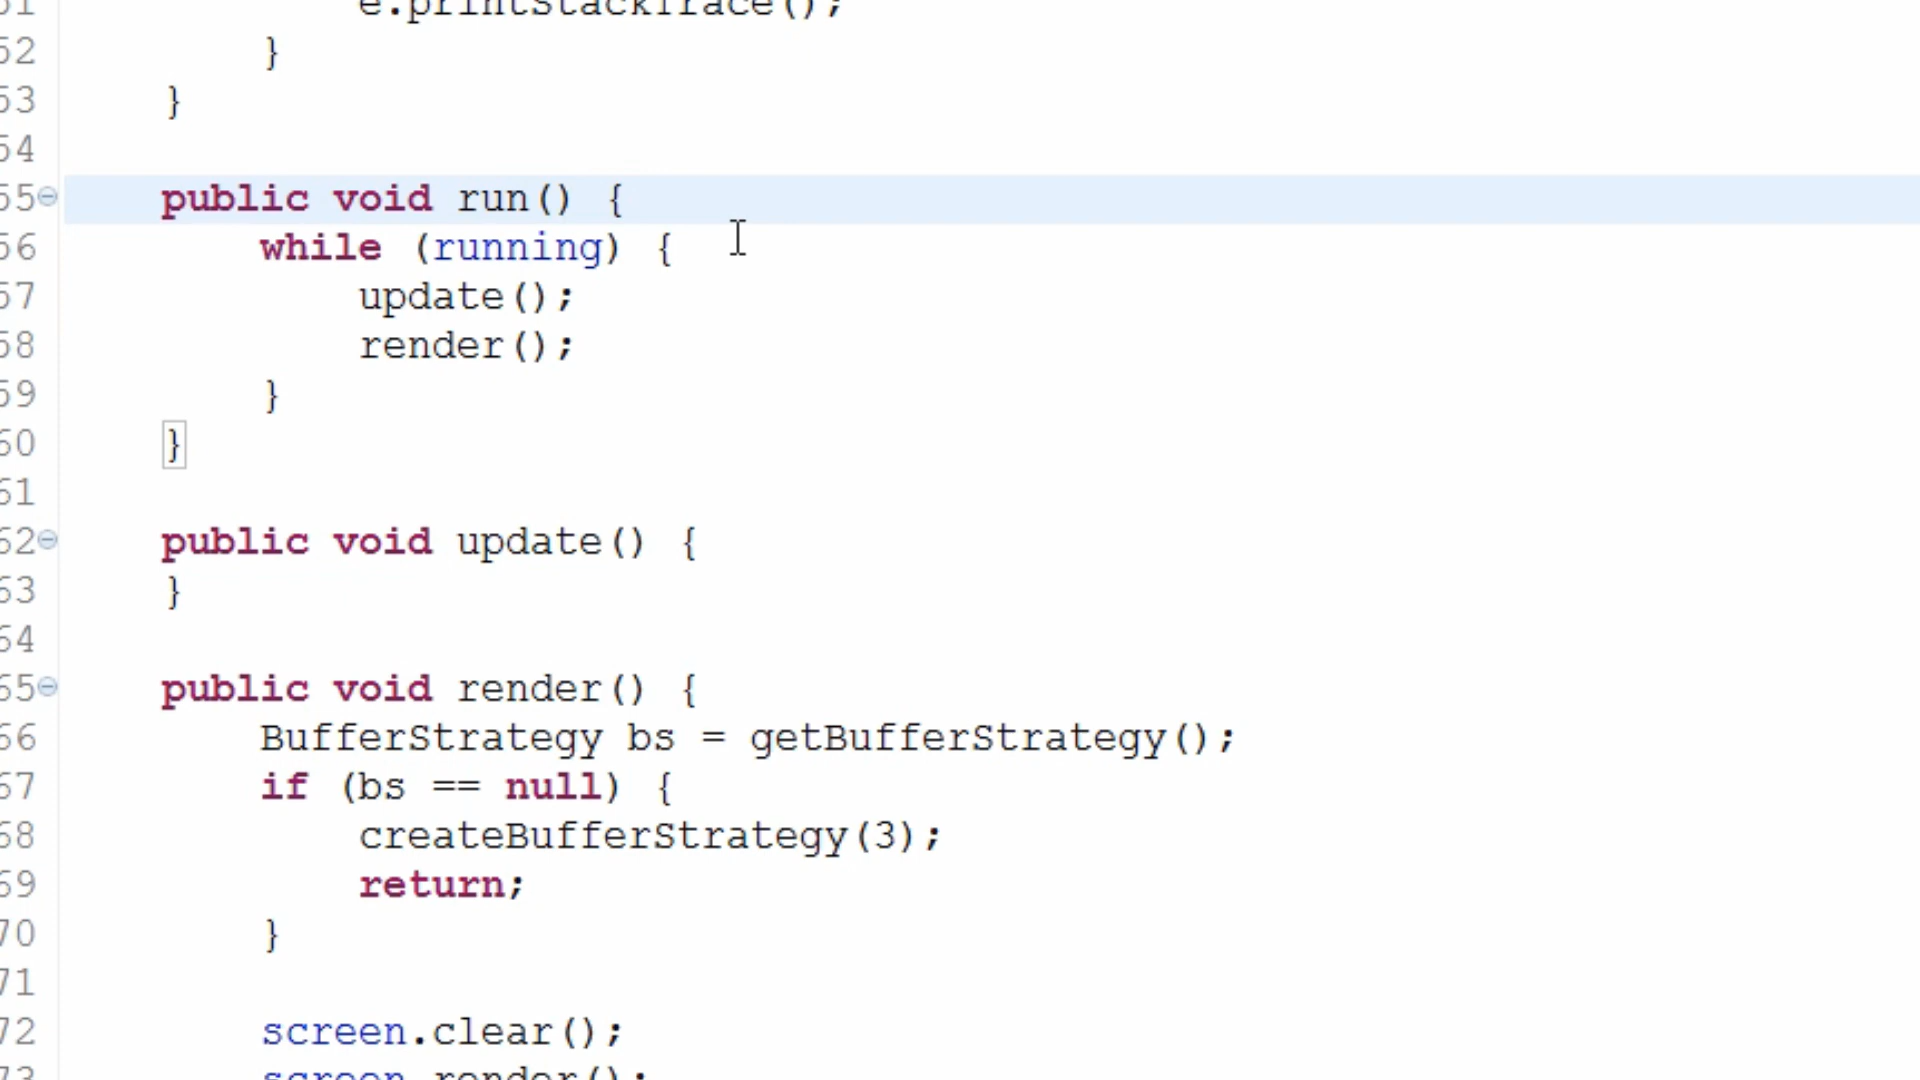 51 e.printStackTrace();
52 }
53 }
54
55 public void run() {
56 while (running) {
57 update();
58 render();
59 }
60 }
61
62 public void update() {
63 }
64
65 public void render() {
66 BufferStrategy bs = getBufferStrategy();
67 if (bs == null) {
68 createBufferStrategy(3);
69 return;
70 }
71
72 screen.clear();
73 screen.render();